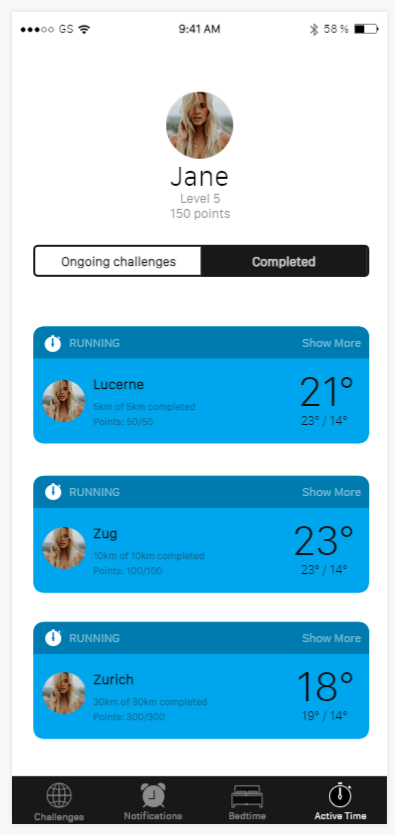 GS 9:41 AM 58 %
Jane
Level 5
150 points
Ongoing challenges Completed
RUNNING Show More
Lucerne 21°
5km of 5km completed
Points: 50/50 23° / 14°
RUNNING Show More
Zug 23°
10km of 10km completed
Points: 100/100 23° / 14°
RUNNING Show More
Zurich 18°
30km of 30km completed
Points: 300/300 19° / 14°
Challenges Notifications Bedtime Active Time